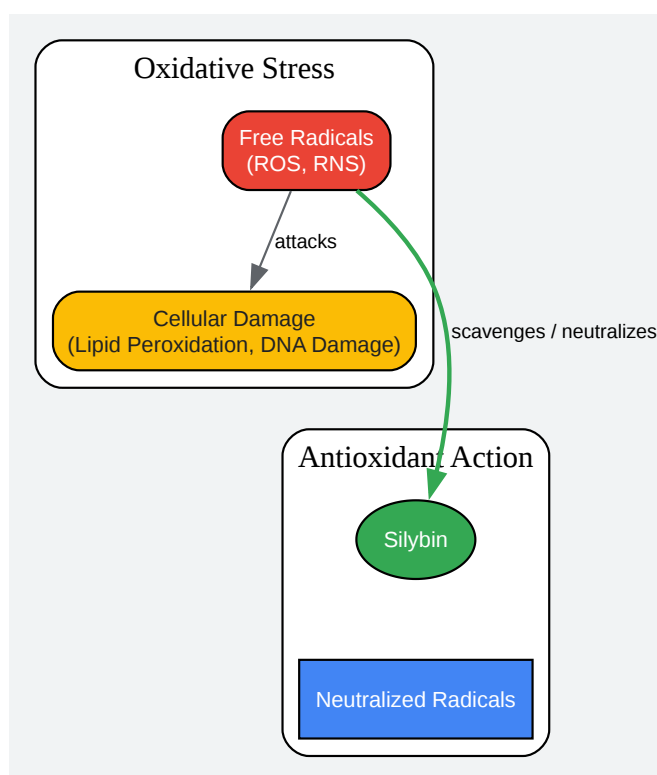 Oxidative Stress
Free Radicals
(ROS, RNS)
attacks
Cellular Damage
(Lipid Peroxidation, DNA Damage)
scavenges / neutralizes
Antioxidant Action
Silybin
Neutralized Radicals